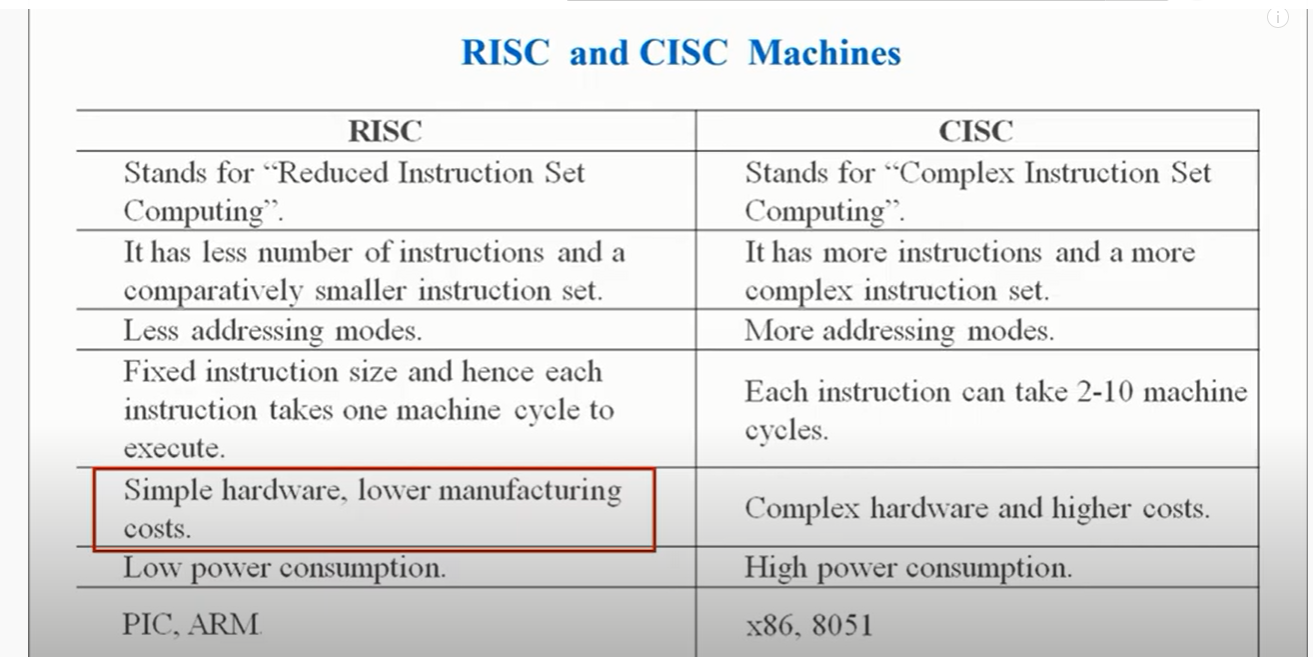 RISC and CISC Machines
RISC
CISC
Stands for “Reduced Instruction Set
Computing”.
Stands for “Complex Instruction Set
Computing”.
It has less number of instructions and a
comparatively smaller instruction set.
It has more instructions and a more
complex instruction set.
Less addressing modes.
More addressing modes.
Fixed instruction size and hence each
instruction takes one machine cycle to
execute.
Each instruction can take 2-10 machine
cycles.
Simple hardware, lower manufacturing
costs.
Complex hardware and higher costs.
Low power consumption.
High power consumption.
PIC, ARM
x86, 8051